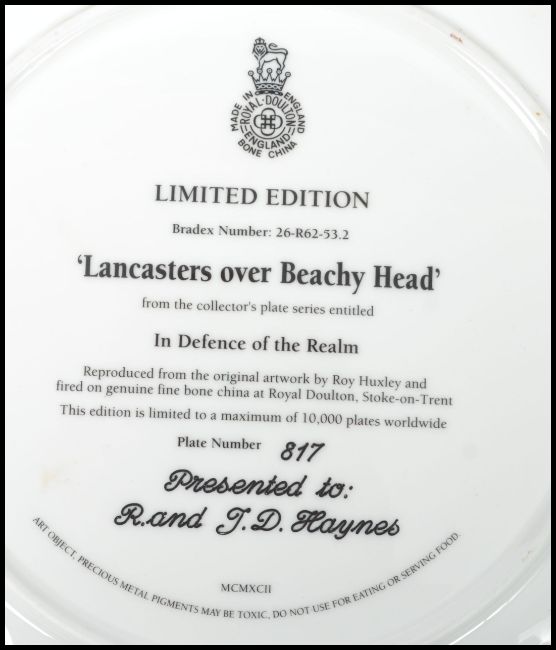 MADE IN ENGLAND
ROYAL·DOULTON
ENGLAND
BONE CHINA
LIMITED EDITION
Bradex Number: 26-R62-53.2
‘Lancasters over Beachy Head’
from the collector's plate series entitled
In Defence of the Realm
Reproduced from the original artwork by Roy Huxley and
fired on genuine fine bone china at Royal Doulton, Stoke-on-Trent
This edition is limited to a maximum of 10,000 plates worldwide
Plate Number 817
Presented to:
R. and J. D. Haynes
MCMXCII
ART OBJECT, PRECIOUS METAL PIGMENTS MAY BE TOXIC, DO NOT USE FOR EATING OR SERVING FOOD.